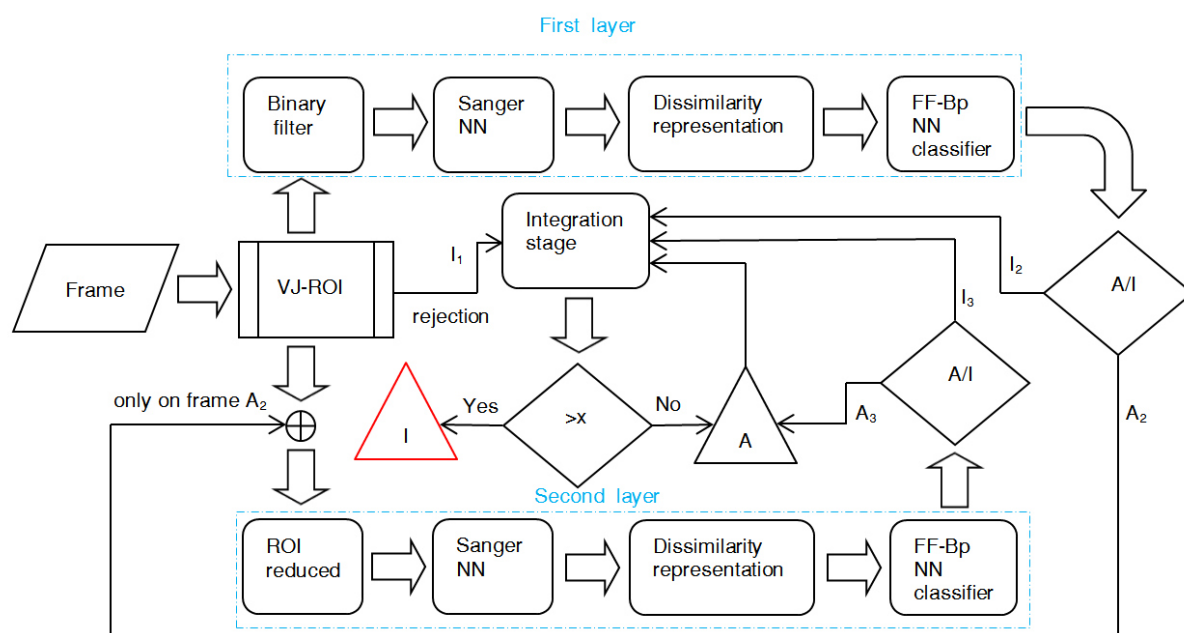 First layer
Binary
filter
Sanger
NN
Dissimilarity
representation
FF-Bp
NN
classifier
Frame
VJ-ROI
I₁
rejection
Integration
stage
I₂
I₃
A/I
A/I
only on frame A₂
I
Yes
>x
No
A
A₃
A₂
Second layer
ROI
reduced
Sanger
NN
Dissimilarity
representation
FF-Bp
NN
classifier